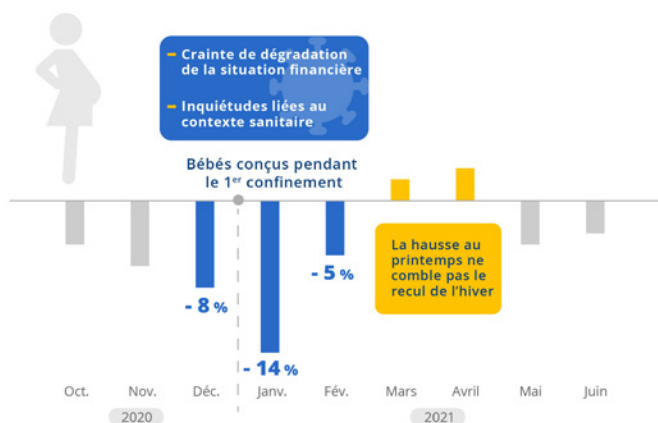 – Crainte de dégradation
de la situation financière
– Inquiétudes liées au
contexte sanitaire
Bébés conçus pendant
le 1er confinement
- 8 %
- 14 %
- 5 %
La hausse au
printemps ne
comble pas le
recul de l'hiver
Oct. Nov. Déc. Janv. Fév. Mars Avril Mai Juin
2020 2021